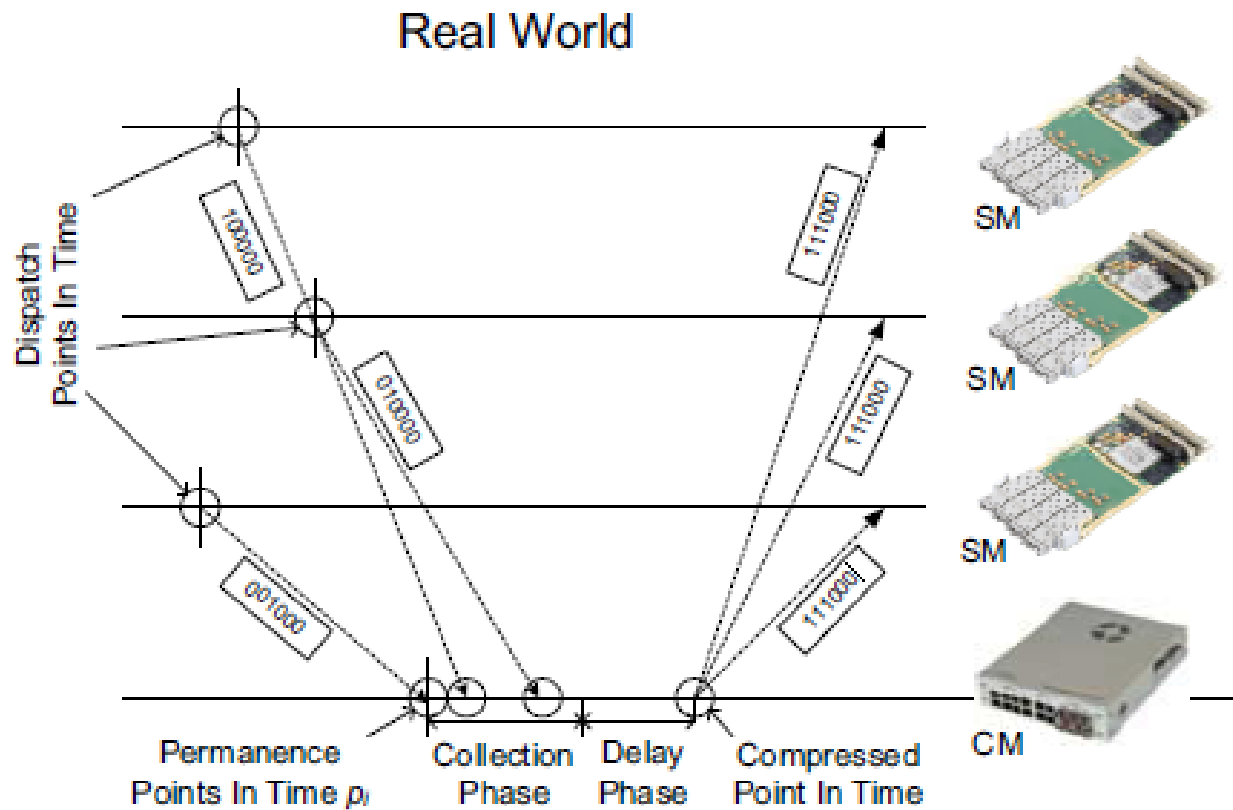 Real World
Dispatch
Points In Time
100000
010000
001000
111000
111000
111000
SM
SM
SM
CM
Permanence
Points In Time ρi
Collection
Phase
Delay
Phase
Compressed
Point In Time